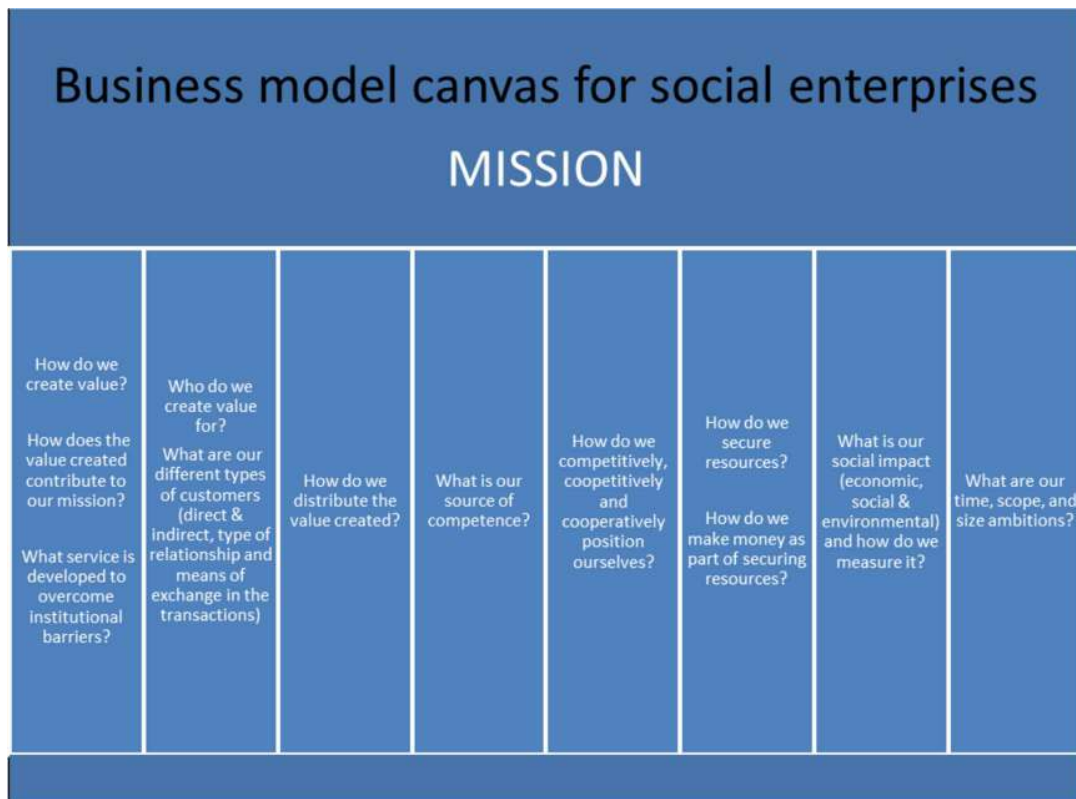 Business model canvas for social enterprises
MISSION
How do we
create value?
How does the
value created
contribute to
our mission?
What service is
developed to
overcome
institutional
barriers?
Who do we
create value
for?
What are our
different types
of customers
(direct &
indirect, type of
relationship and
means of
exchange in the
transactions)
How do we
distribute the
value created?
What is our
source of
competence?
How do we
competitively,
coopetitively
and
cooperatively
position
ourselves?
How do we
secure
resources?
How do we
make money as
part of securing
resources?
What is our
social impact
(economic,
social &
environmental)
and how do we
measure it?
What are our
time, scope, and
size ambitions?